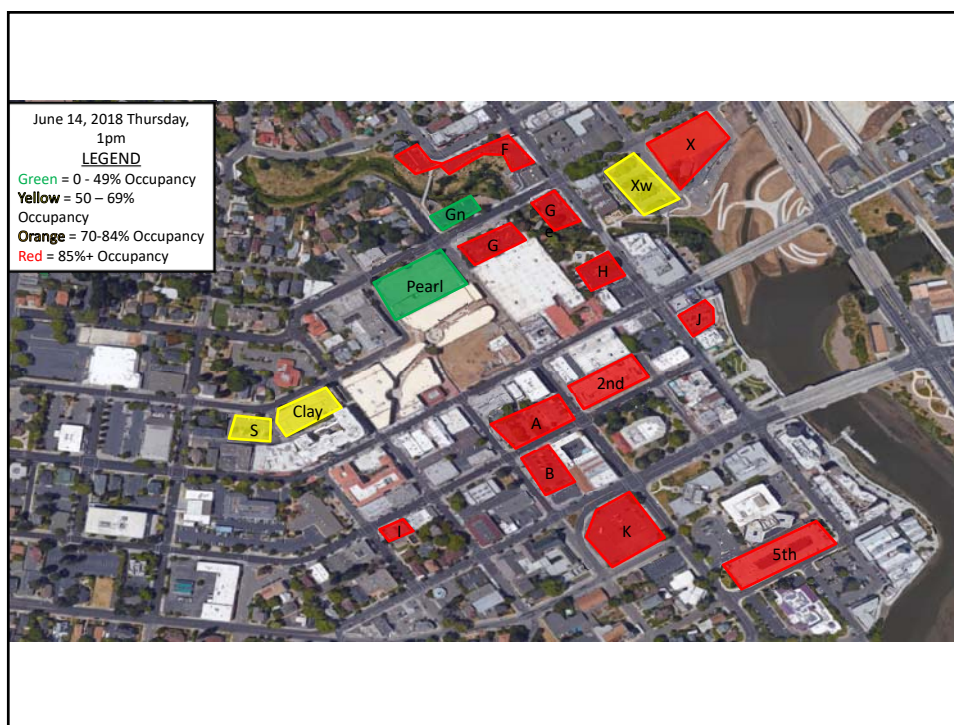 June 14, 2018 Thursday,
1pm
LEGEND
Green = 0 - 49% Occupancy
Yellow = 50 – 69%
Occupancy
Orange = 70-84% Occupancy
Red = 85%+ Occupancy
F
X
Xw
Gn
G
e
G
H
Pearl
J
2nd
Clay
S
A
B
I
K
5th